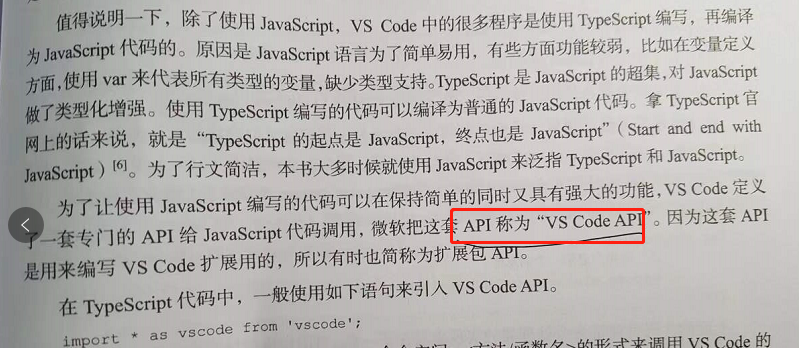 值得说明一下，除了使用 JavaScript，VS Code 中的很多程序是使用 TypeScript 编写，再编译
为 JavaScript 代码的。原因是 JavaScript 语言为了简单易用，有些方面功能较弱，比如在变量定义
方面，使用 var 来代表所有类型的变量，缺少类型支持。TypeScript 是 JavaScript 的超集，对 JavaScript
做了类型化增强。使用 TypeScript 编写的代码可以编译为普通的 JavaScript 代码。拿 TypeScript 官
网上的话来说，就是“TypeScript 的起点是 JavaScript，终点也是 JavaScript”（Start and end with
JavaScript）[6]。为了行文简洁，本书大多时候就使用 JavaScript 来泛指 TypeScript 和 JavaScript。
为了让使用 JavaScript 编写的代码可以在保持简单的同时又具有强大的功能，VS Code 定义
了一套专门的 API 给 JavaScript 代码调用，微软把这套 API 称为“VS Code API”。因为这套 API
是用来编写 VS Code 扩展用的，所以有时也简称为扩展包 API。
在 TypeScript 代码中，一般使用如下语句来引入 VS Code API。
import * as vscode from 'vscode';
方法/函数名>的形式来调用 VS Code 的